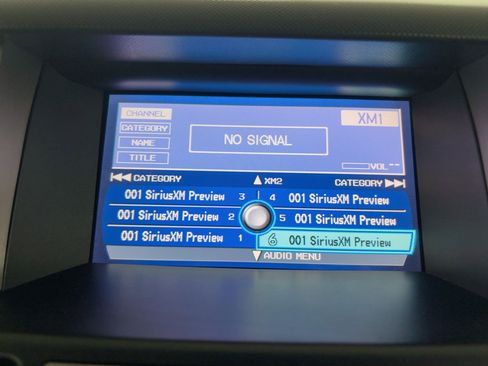 CHANNEL
XM1
CATEGORY
NO SIGNAL
NAME
TITLE
VOL--
CATEGORY XM2 CATEGORY
001 SiriusXM Preview 3 4 001 SiriusXM Preview
001 SiriusXM Preview 2 5 001 SiriusXM Preview
001 SiriusXM Preview 1 6 001 SiriusXM Preview
AUDIO MENU